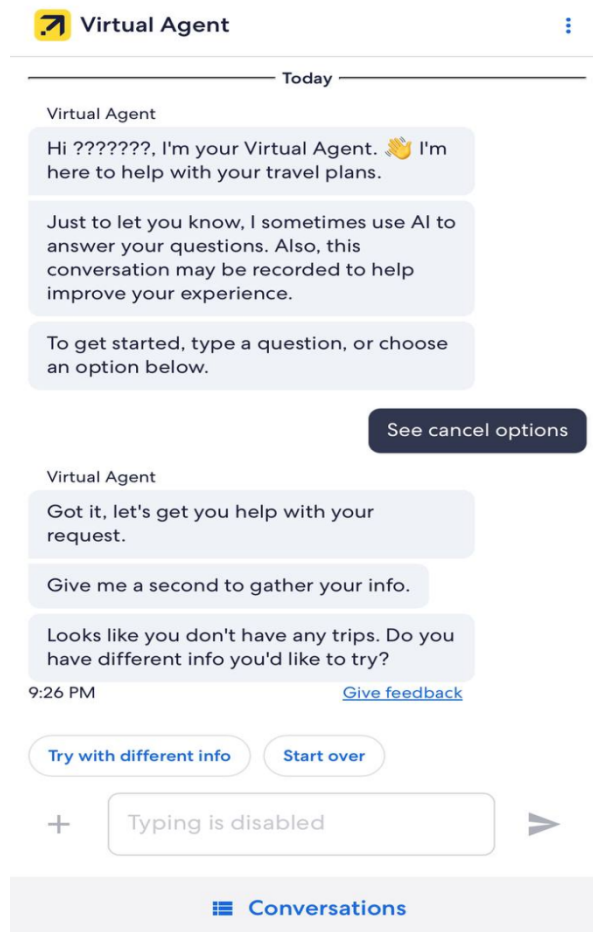 Virtual Agent
Today
Virtual Agent
Hi ???????, I'm your Virtual Agent. 👋 I'm
here to help with your travel plans.
Just to let you know, I sometimes use AI to
answer your questions. Also, this
conversation may be recorded to help
improve your experience.
To get started, type a question, or choose
an option below.
See cancel options
Virtual Agent
Got it, let's get you help with your
request.
Give me a second to gather your info.
Looks like you don't have any trips. Do you
have different info you'd like to try?
9:26 PM Give feedback
Try with different info Start over
Typing is disabled
Conversations